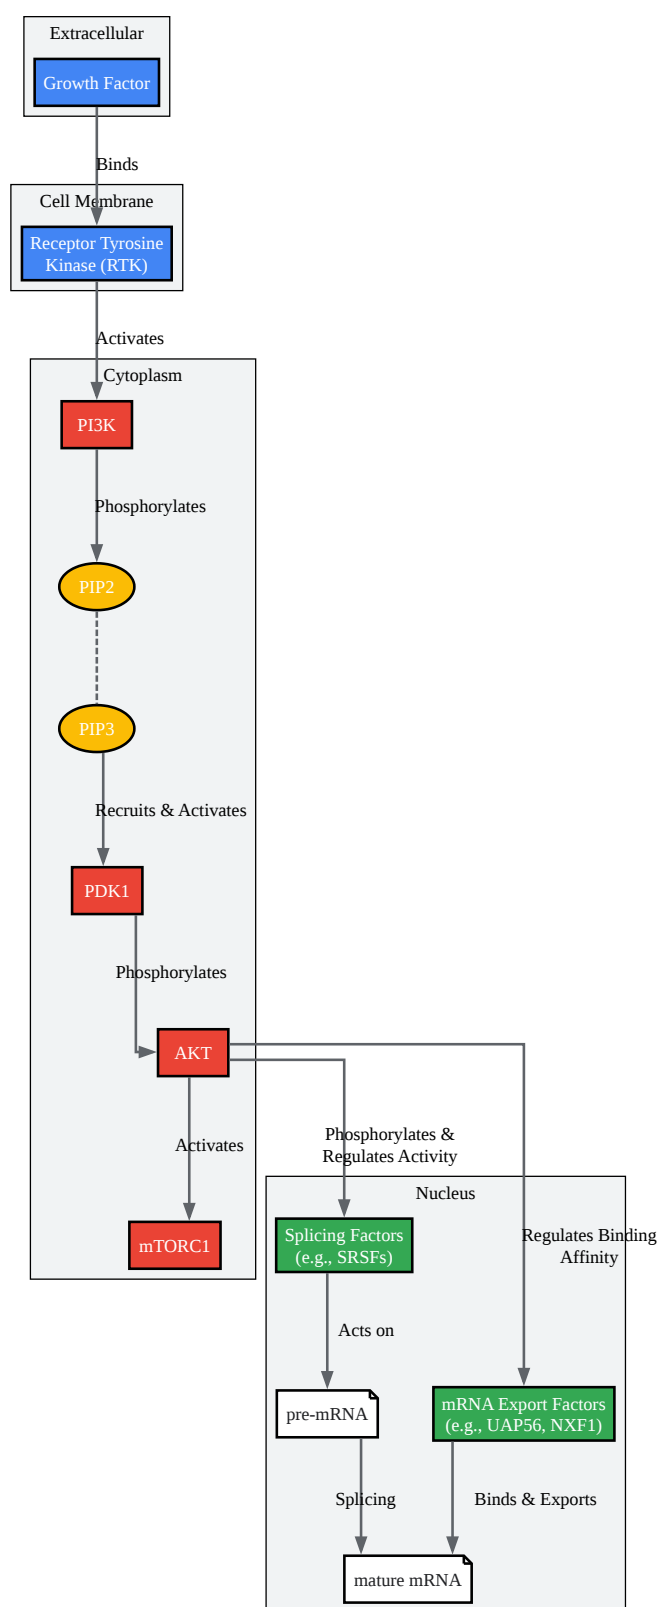 Extracellular
Growth Factor
Binds
Cell Membrane
Receptor Tyrosine
Kinase (RTK)
Activates
Cytoplasm
PI3K
Phosphorylates
PIP2
PIP3
Recruits & Activates
PDK1
Phosphorylates
AKT
Phosphorylates &
Regulates Activity
Activates
Nucleus
Splicing Factors
(e.g., SRSFs)
Regulates Binding
Affinity
mTORC1
Acts on
pre-mRNA
mRNA Export Factors
(e.g., UAP56, NXF1)
Splicing
Binds & Exports
mature mRNA